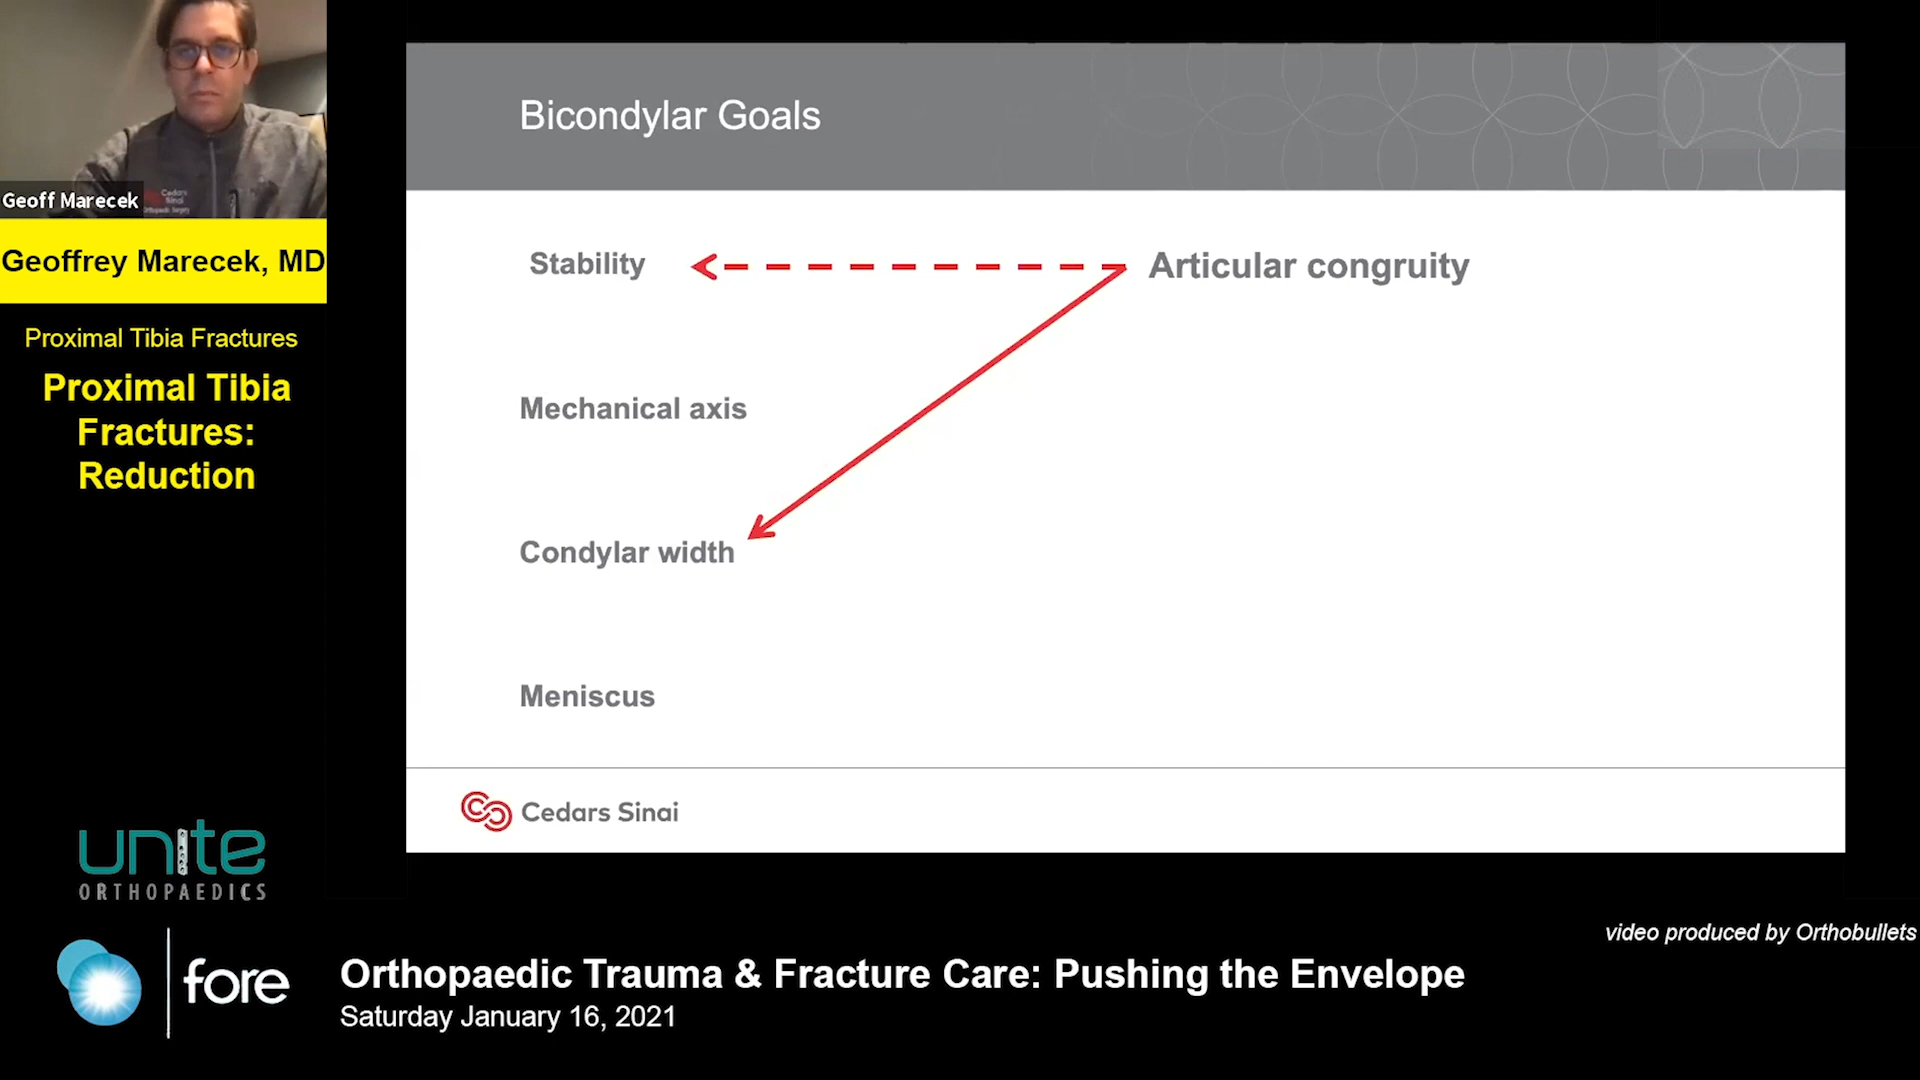 Geoff Marecek
Cedars
Sinai
Geoffrey Marecek, MD
Proximal Tibia Fractures
Proximal Tibia
Fractures:
Reduction
Bicondylar Goals
Stability
Articular congruity
Mechanical axis
Condylar width
Meniscus
Cedars Sinai
unite
ORTHOPAEDICS
fore
video produced by Orthobullets
Orthopaedic Trauma & Fracture Care: Pushing the Envelope
Saturday January 16, 2021